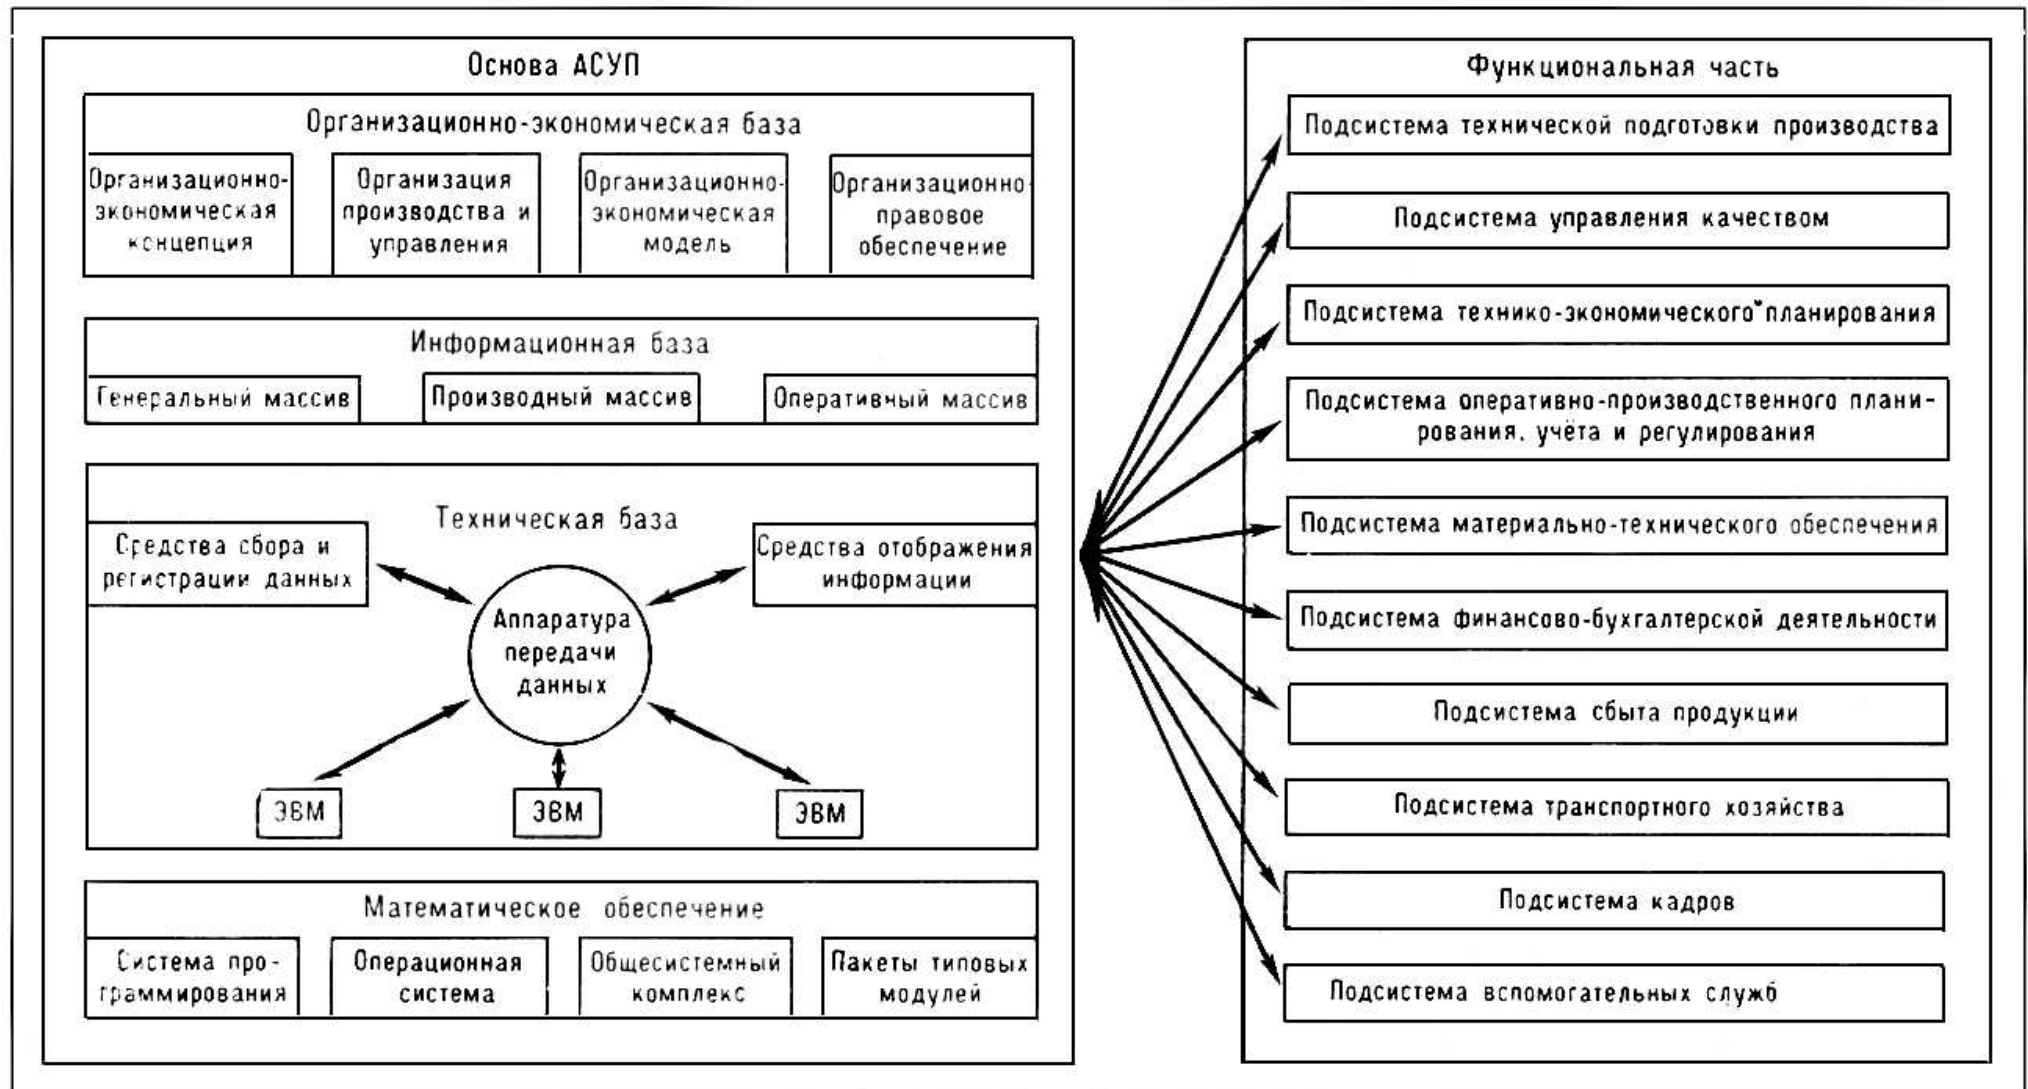 Основа АСУП
Организационно-экономическая база
Организационно-
экономическая
концепция
Организация
производства и
управления
Организационно-
экономическая
модель
Организационно
правовое
обеспечение
Информационная база
Генеральный массив
Производный массив
Оперативный массив
Техническая база
Средства сбора и
регистрации данных
Средства отображения
информации
Аппаратура
передачи
данных
ЭВМ
ЭВМ
ЭВМ
Математическое обеспечение
Система про-
граммирования
Операционная
система
Общесистемный
комплекс
Пакеты типовых
модулей
Функциональная часть
Подсистема технической подготовки производства
Подсистема управления качеством
Подсистема технико-экономического планирования
Подсистема оперативно-производственного плани-
рования, учёта и регулирования
Подсистема материально-технического обеспечения
Подсистема финансово-бухгалтерской деятельности
Подсистема сбыта продукции
Подсистема транспортного хозяйства
Подсистема кадров
Подсистема вспомогательных служб